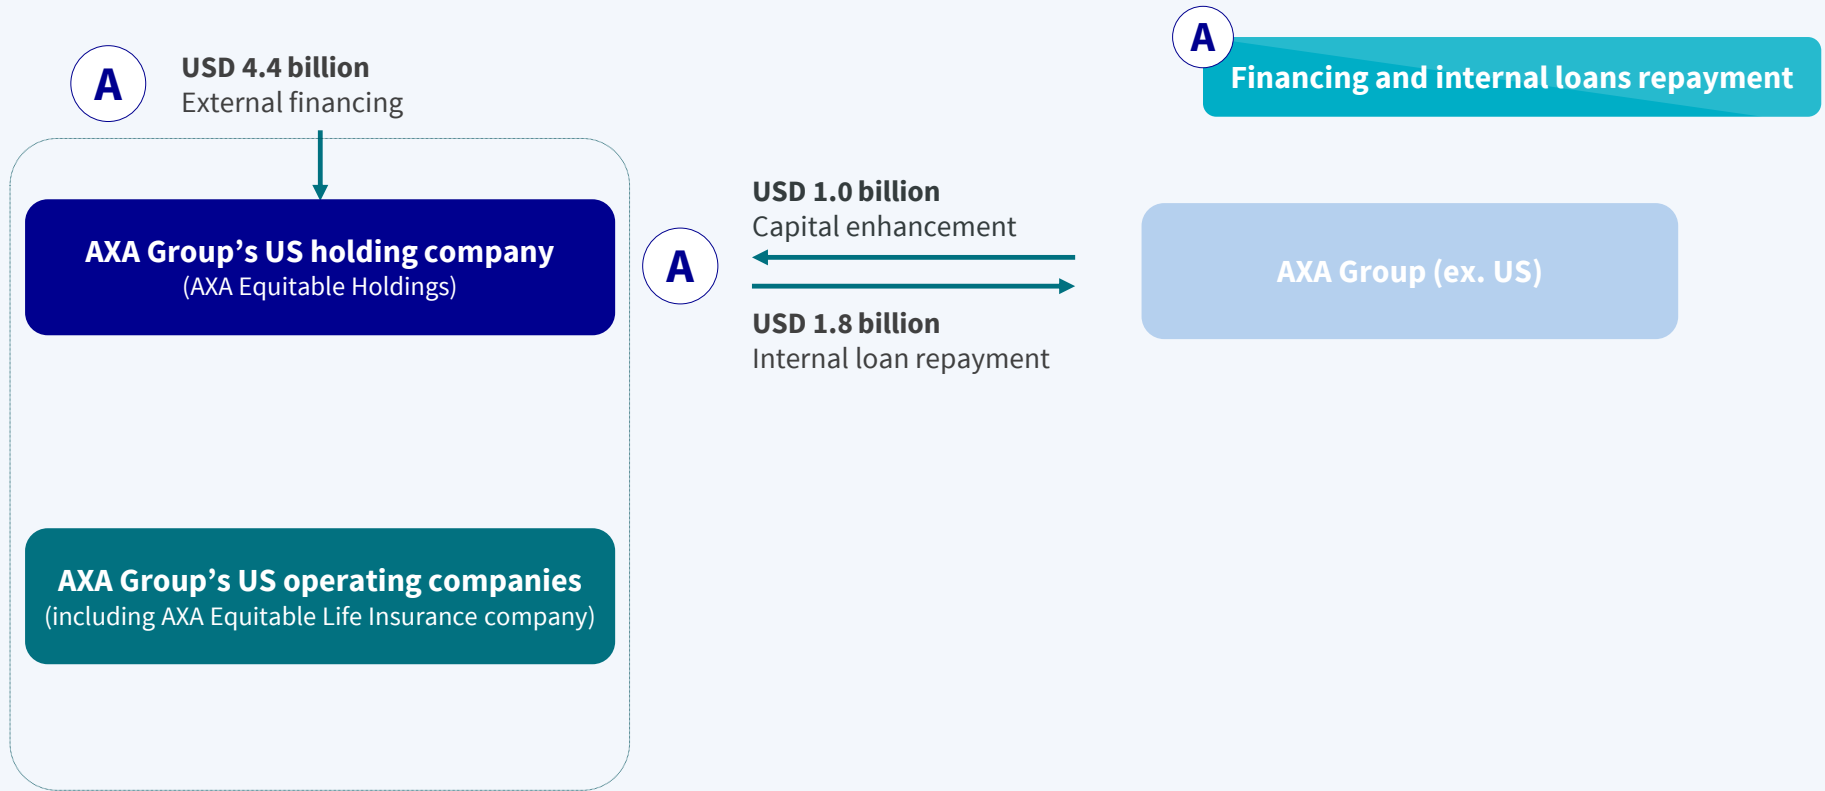 A
USD 4.4 billion
External financing
A
Financing and internal loans repayment
AXA Group’s US holding company
(AXA Equitable Holdings)
A
USD 1.0 billion
Capital enhancement
USD 1.8 billion
Internal loan repayment
AXA Group (ex. US)
AXA Group’s US operating companies
(including AXA Equitable Life Insurance company)